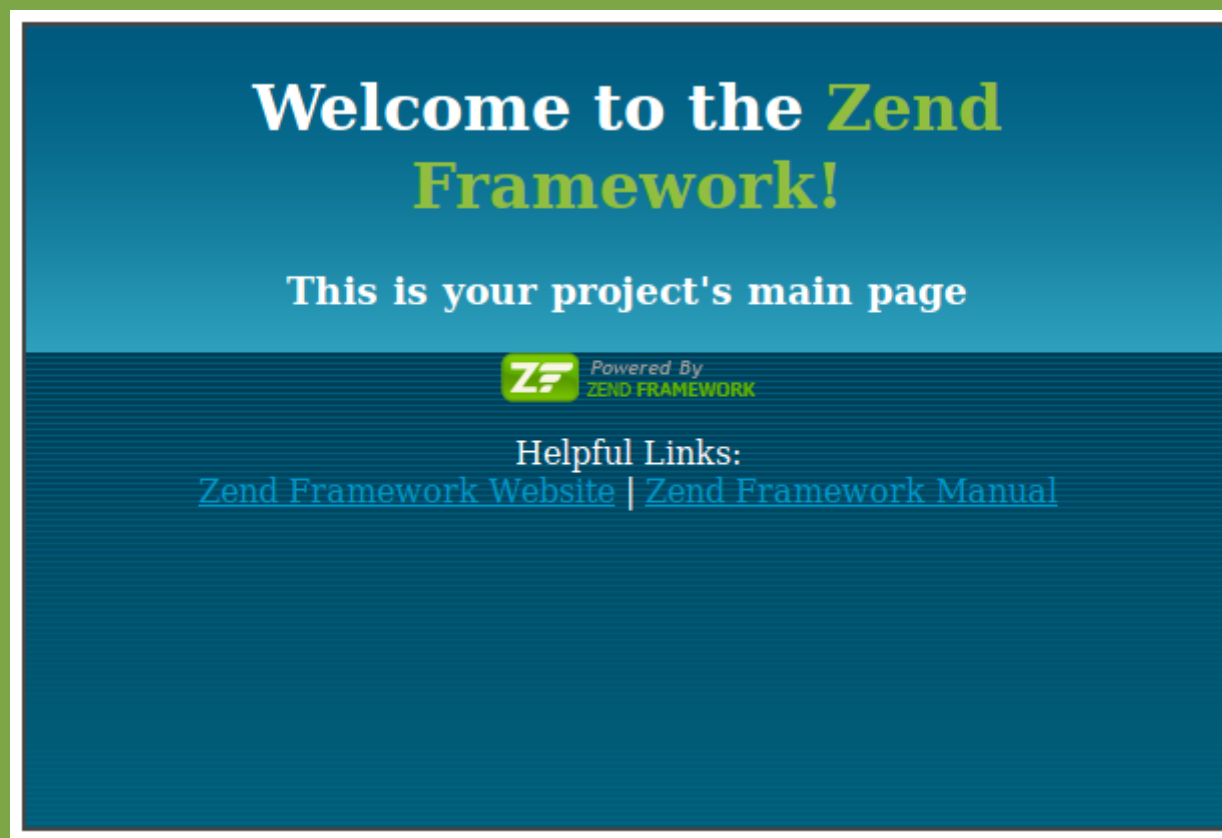 Welcome to the Zend
Framework!
This is your project's main page
ZF Powered By
ZEND FRAMEWORK
Helpful Links:
Zend Framework Website | Zend Framework Manual